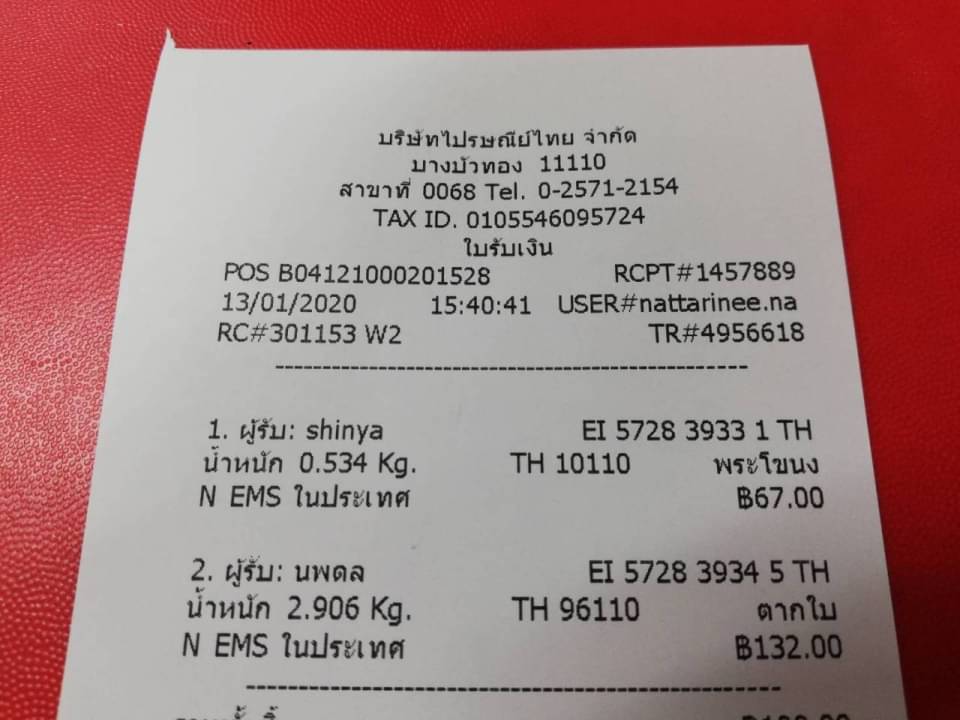 บริษัทไปรษณีย์ไทย จำกัด
บางบัวทอง 11110
สาขาที่ 0068 Tel. 0-2571-2154
TAX ID. 0105546095724
ใบรับเงิน
POS B04121000201528 RCPT#1457889
13/01/2020 15:40:41 USER#nattarinee.na
RC#301153 W2 TR#4956618
1. ผู้รับ: shinya EI 5728 3933 1 TH
น้ำหนัก 0.534 Kg. TH 10110 พระโขนง
N EMS ในประเทศ ฿67.00
2. ผู้รับ: นพดล EI 5728 3934 5 TH
น้ำหนัก 2.906 Kg. TH 96110 ตากใบ
N EMS ในประเทศ ฿132.00